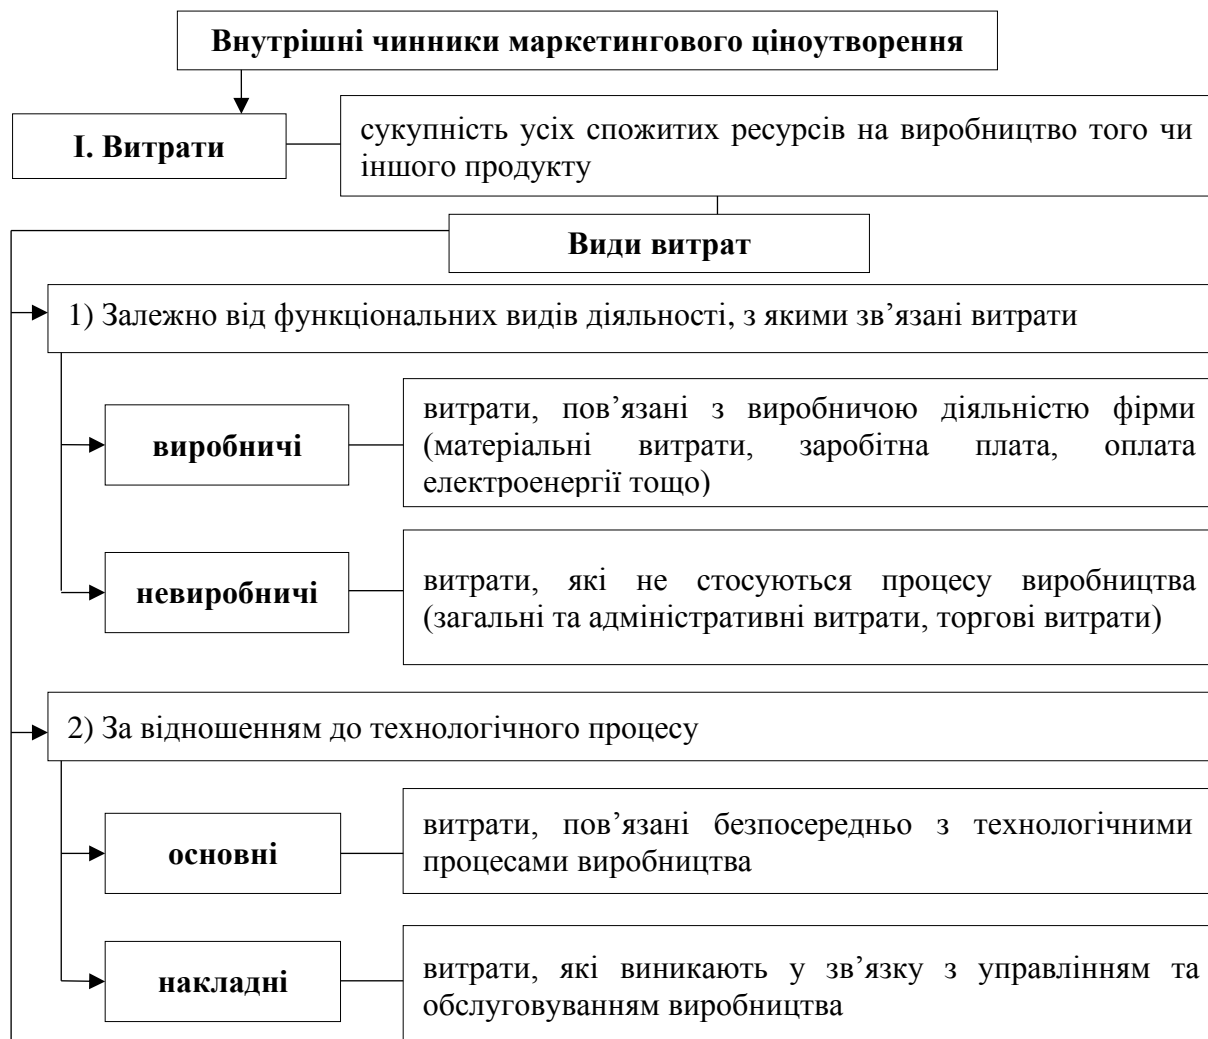 Внутрішні чинники маркетингового ціноутворення
І. Витрати
сукупність усіх спожитих ресурсів на виробництво того чи
іншого продукту
Види витрат
1) Залежно від функціональних видів діяльності, з якими зв’язані витрати
виробничі
витрати, пов’язані з виробничою діяльністю фірми
(матеріальні витрати, заробітна плата, оплата
електроенергії тощо)
невиробничі
витрати, які не стосуються процесу виробництва
(загальні та адміністративні витрати, торгові витрати)
2) За відношенням до технологічного процесу
основні
витрати, пов’язані безпосередньо з технологічними
процесами виробництва
накладні
витрати, які виникають у зв’язку з управлінням та
обслуговуванням виробництва